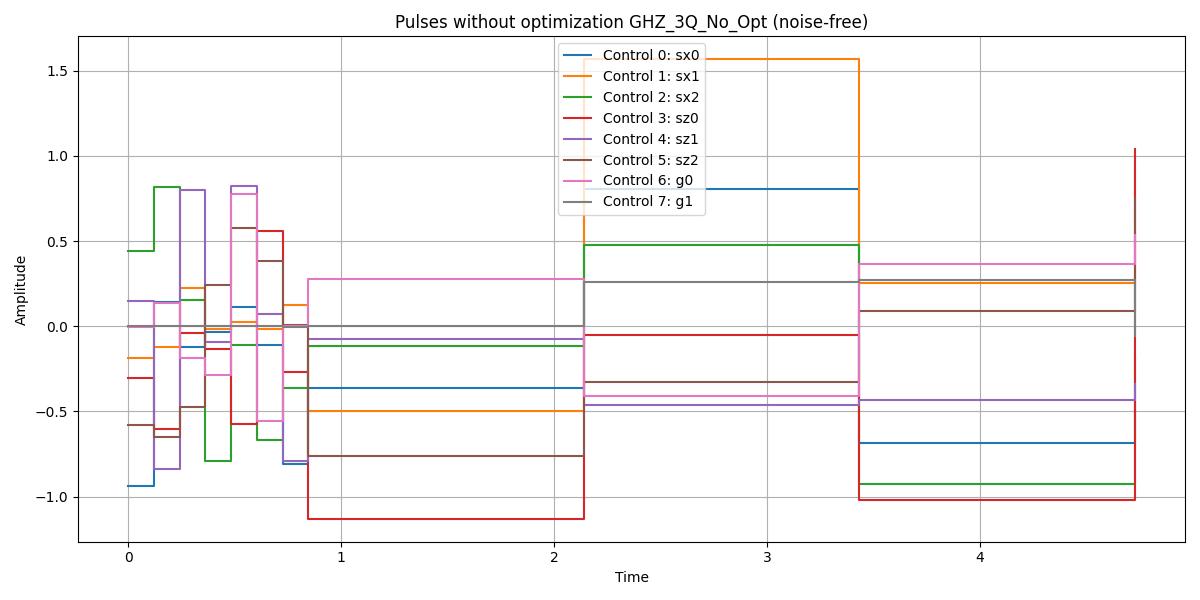 Pulses without optimization GHZ_3Q_No_Opt (noise-free)
Control 0: sx0
Control 1: sx1
Control 2: sx2
Control 3: sz0
Control 4: sz1
Control 5: sz2
Control 6: g0
Control 7: g1
Amplitude
1.5
1.0
0.5
0.0
−0.5
−1.0
0 1 2 3 4
Time